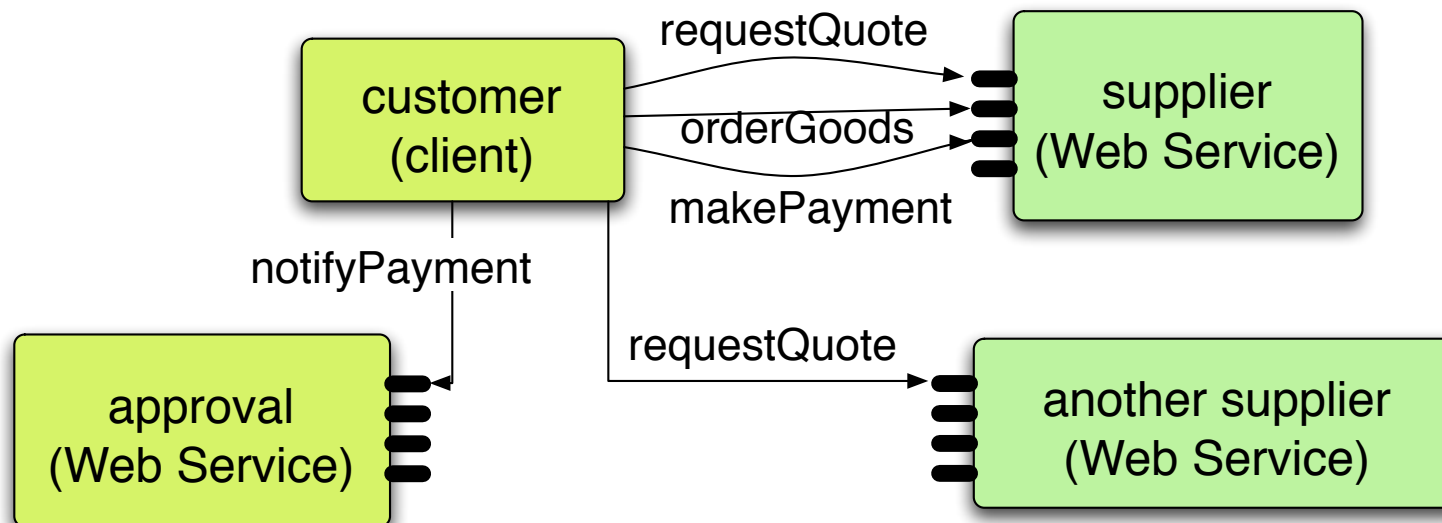 requestQuote
customer
(client)
supplier
(Web Service)
orderGoods
makePayment
notifyPayment
requestQuote
approval
(Web Service)
another supplier
(Web Service)